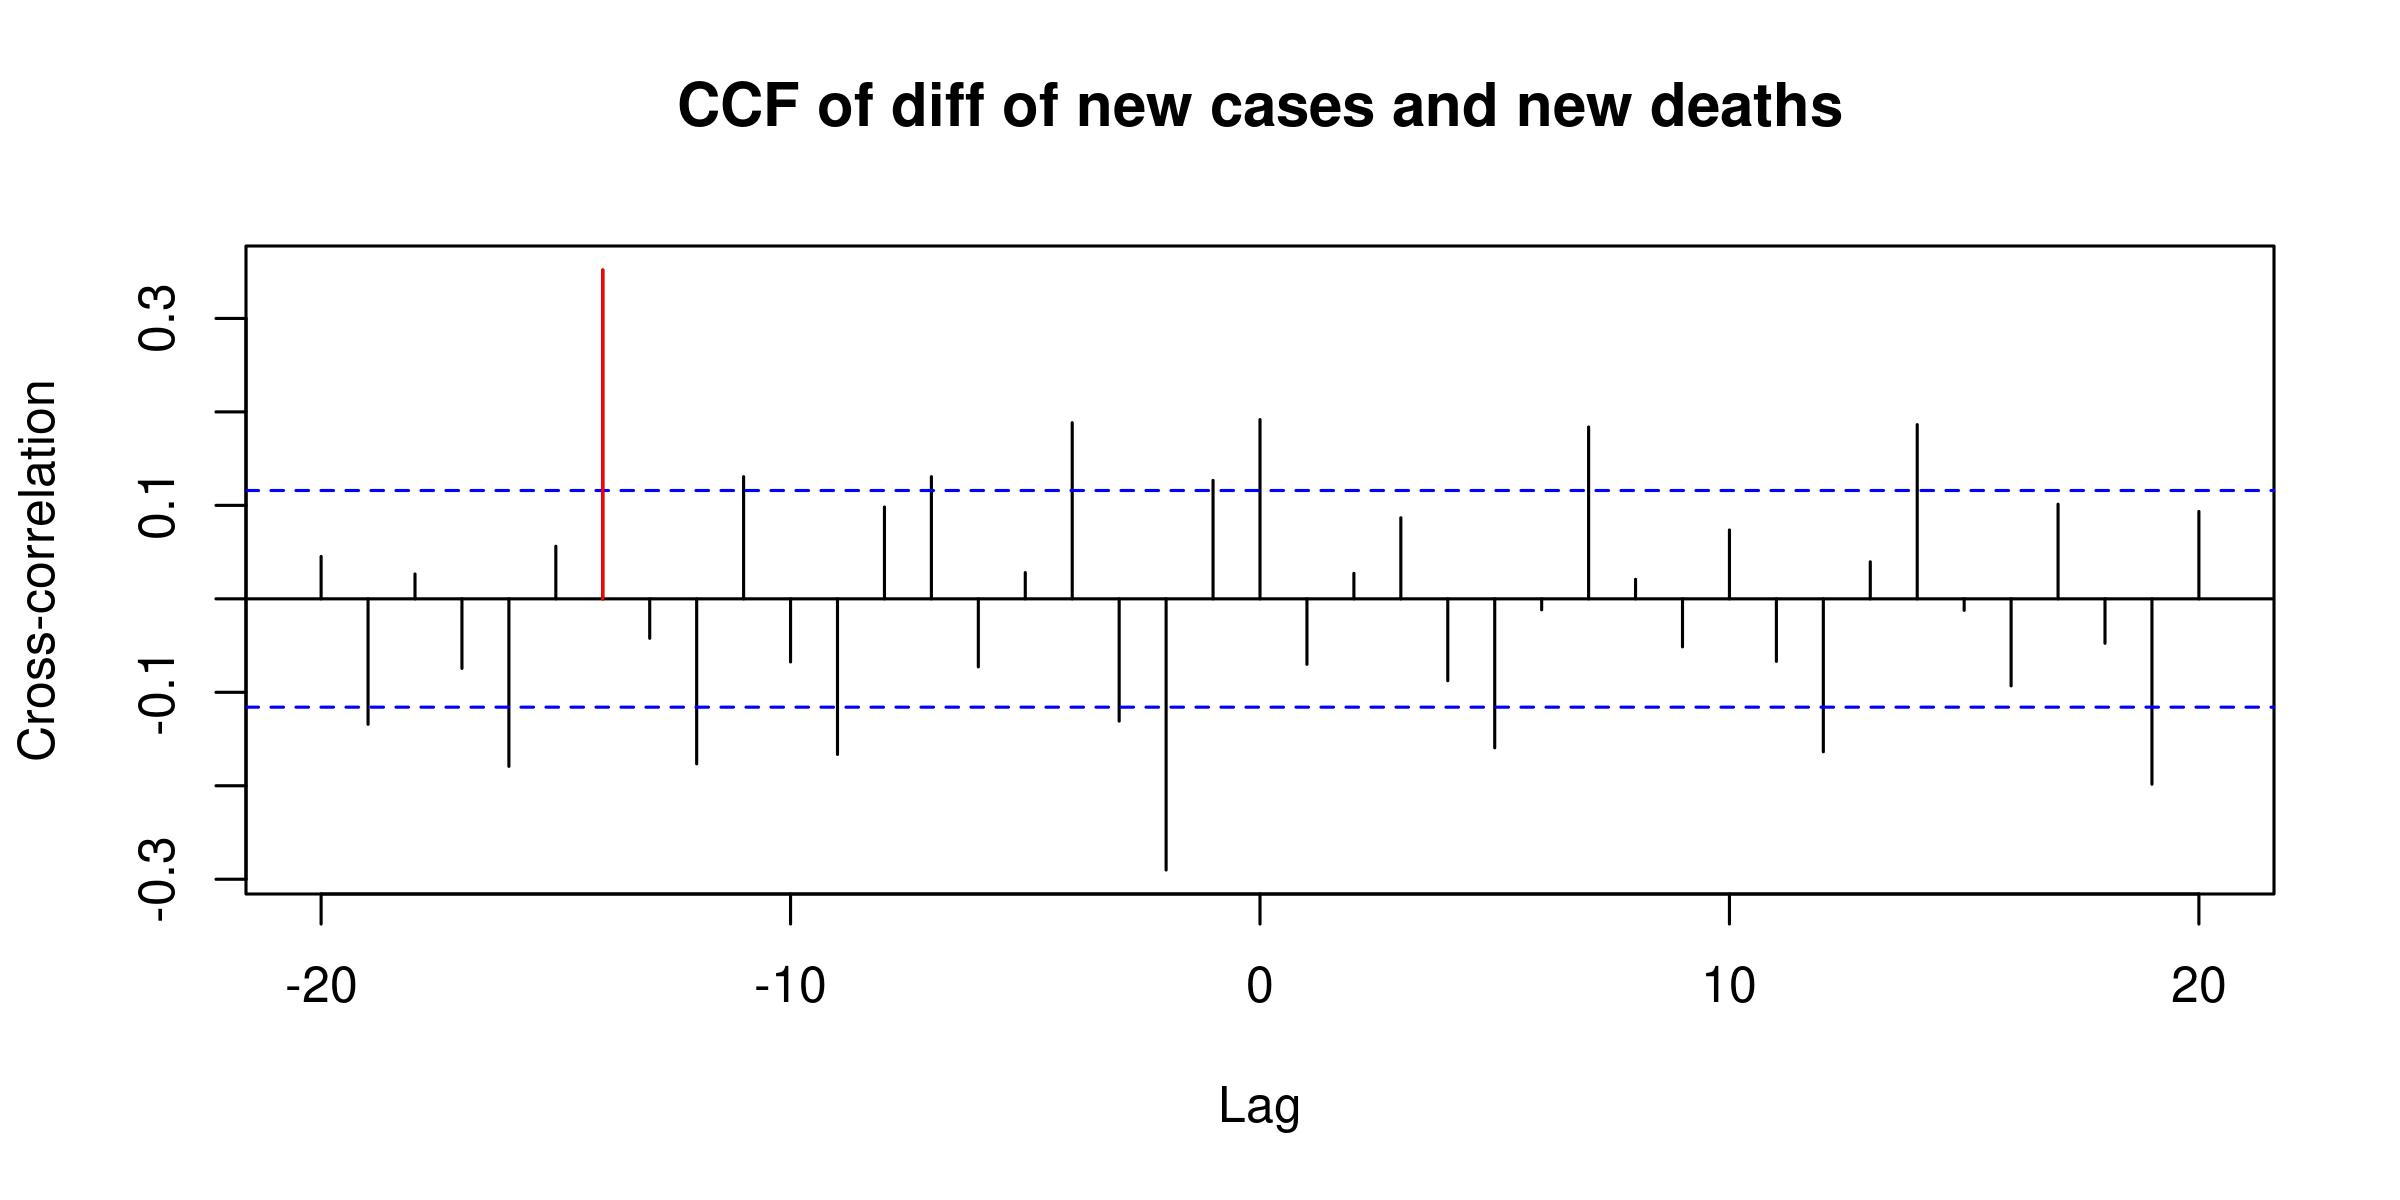 CCF of diff of new cases and new deaths
Cross-correlation
0.3
0.1
-0.1
-0.3
-20 -10 0 10 20
Lag